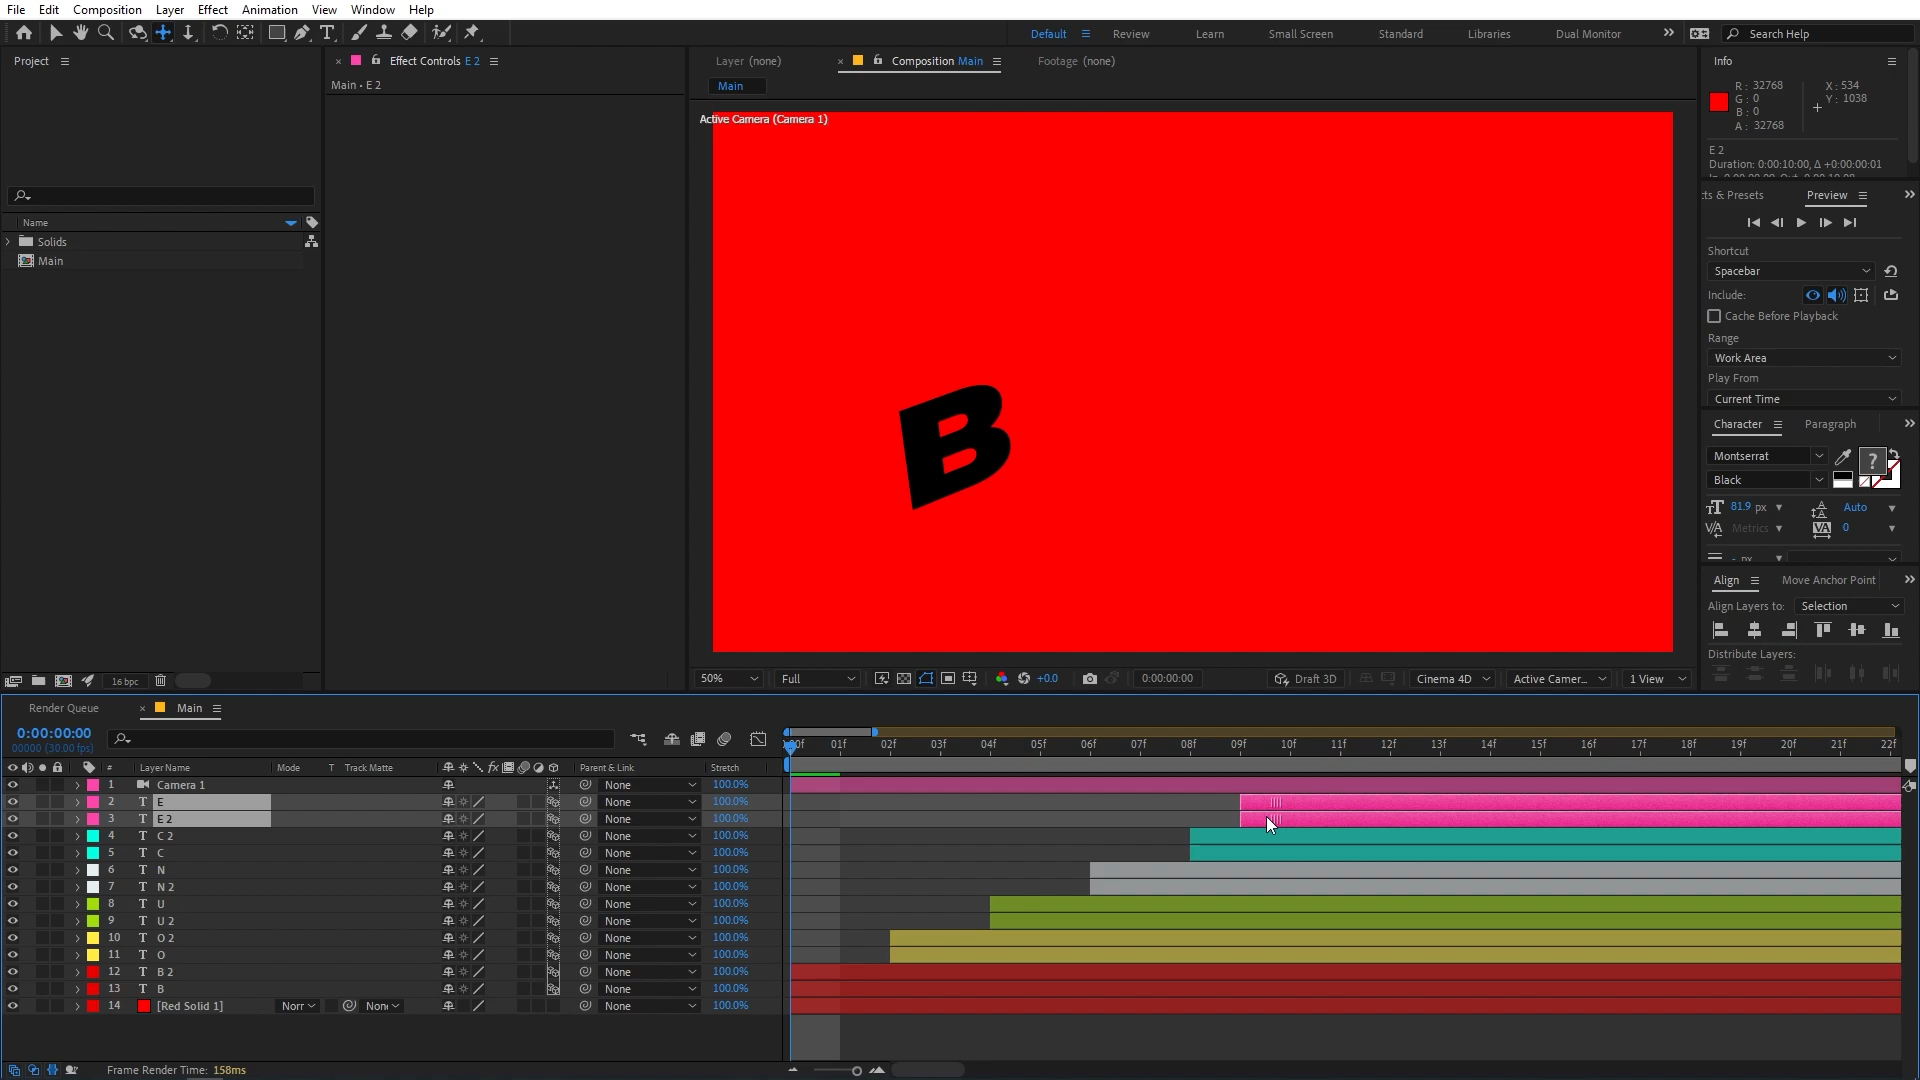 File Edit Composition Layer Effect Animation View Window Help
Default Review Learn Small Screen Standard Libraries Dual Monitor Search Help
Project
Effect Controls E 2
Main • E 2
Layer (none)
Composition Main
Footage (none)
Main
Active Camera (Camera 1)
B
Name
Solids
Main
16 bpc
50%
Full
+0.0
0:00:00:00
Draft 3D
Cinema 4D
Active Camer...
1 View
Info
R : 32768
G : 0
B : 0
A : 32768
X : 534
Y : 1038
E 2
Duration: 0:00:10:00, Δ +0:00:00:01
ts & Presets
Preview
Shortcut
Spacebar
Include:
Cache Before Playback
Range
Work Area
Play From
Current Time
Character
Paragraph
Montserrat
Black
81.9 px
Auto
Metrics
0
- px
Align
Move Anchor Point
Align Layers to: Selection
Distribute Layers:
Render Queue
Main
0:00:00:00
00000 (30.00 fps)
:00f 01f 02f 03f 04f 05f 06f 07f 08f 09f 10f 11f 12f 13f 14f 15f 16f 17f 18f 19f 20f 21f 22f
# Layer Name Mode T Track Matte Parent & Link Stretch
1 Camera 1 None 100.0%
2 T E None 100.0%
3 T E 2 None 100.0%
4 T C 2 None 100.0%
5 T C None 100.0%
6 T N None 100.0%
7 T N 2 None 100.0%
8 T U None 100.0%
9 T U 2 None 100.0%
10 T O 2 None 100.0%
11 T O None 100.0%
12 T B 2 None 100.0%
13 T B None 100.0%
14 [Red Solid 1] Norr None None 100.0%
Frame Render Time: 158ms